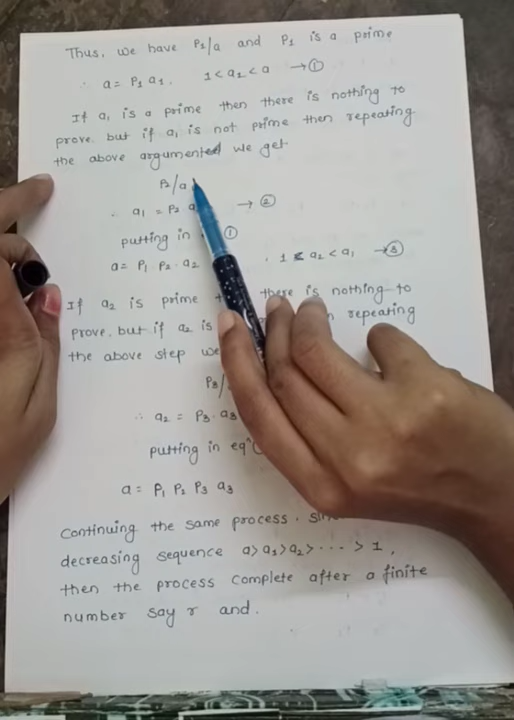 Thus, we have P₁/a and P₁ is a prime
∴ a = P₁ a₁. 1 < a₁ < a → ①
If a₁ is a prime then there is nothing to
prove. but if a₁ is not prime then repeating
the above argumented we get
P₂/a
∴ a₁ = P₂ a → ②
putting in ①
a = P₁ P₂ . a₂ . 1 < a₂ < a₁ → ③
If a₂ is prime there is nothing to
prove. but if a₂ is repeating
the above step we
P₃/
∴ a₂ = P₃ . a₃
putting in eqⁿ
a = P₁ P₂ P₃ a₃
Continuing the same process.
decreasing sequence a > a₁ > a₂ > ... > 1,
then the process complete after a finite
number say r and.